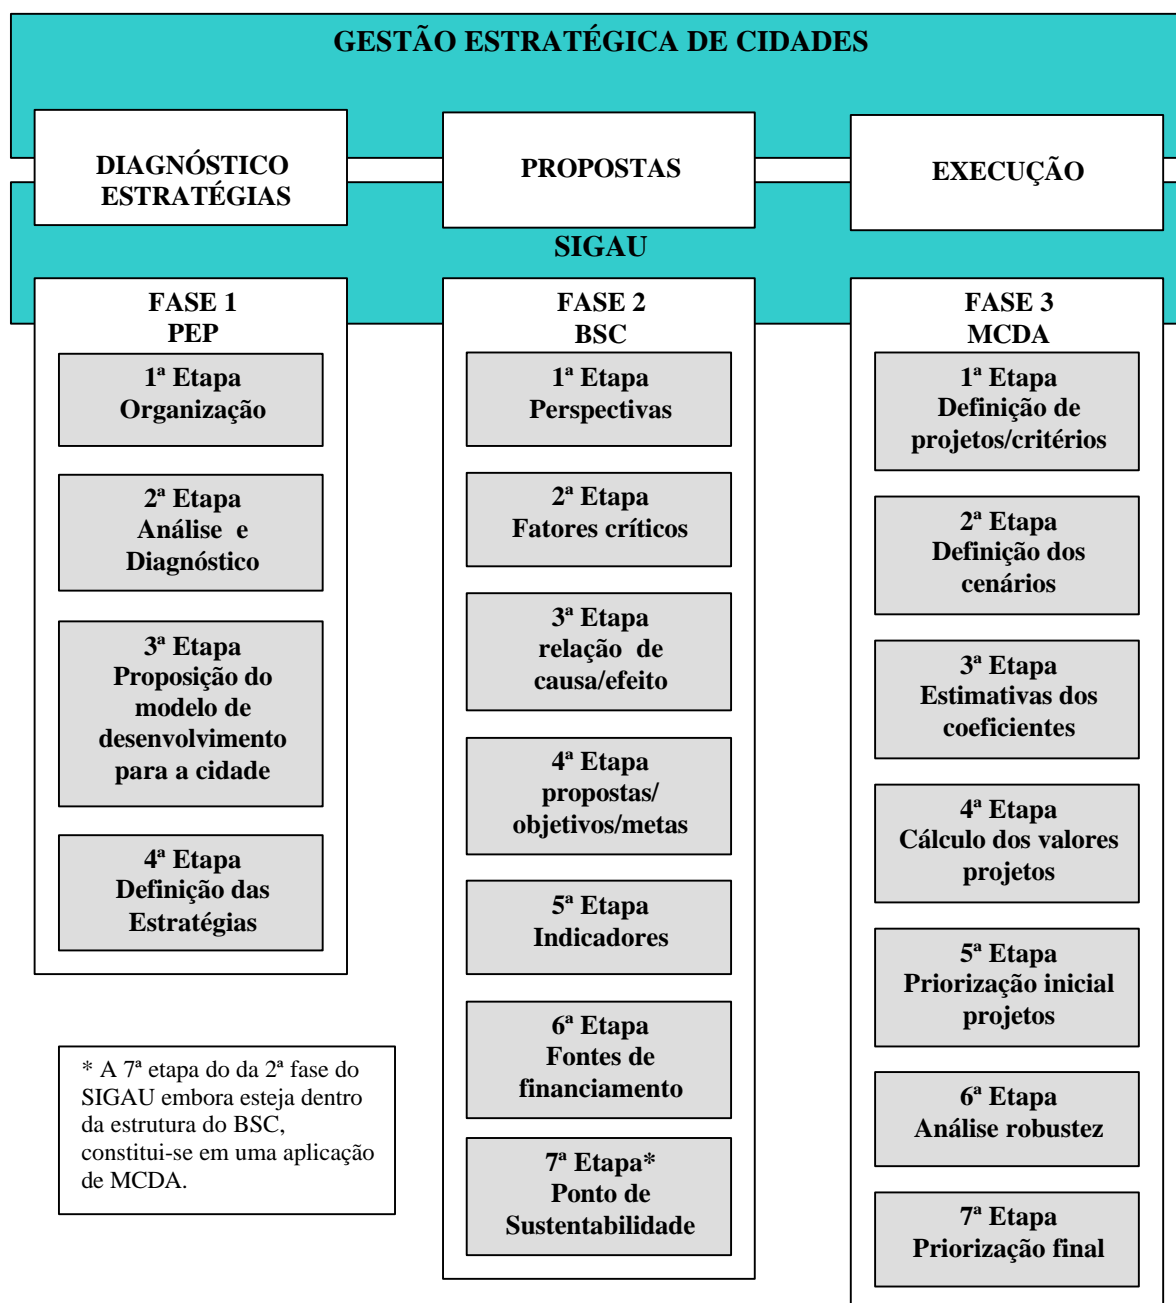 GESTÃO ESTRATÉGICA DE CIDADES
DIAGNÓSTICO
ESTRATÉGIAS
PROPOSTAS
EXECUÇÃO
SIGAU
FASE 1
PEP
1ª Etapa
Organização
2ª Etapa
Análise e
Diagnóstico
3ª Etapa
Proposição do
modelo de
desenvolvimento
para a cidade
4ª Etapa
Definição das
Estratégias
* A 7ª etapa do da 2ª fase do
SIGAU embora esteja dentro
da estrutura do BSC,
constitui-se em uma aplicação
de MCDA.
FASE 2
BSC
1ª Etapa
Perspectivas
2ª Etapa
Fatores críticos
3ª Etapa
relação de
causa/efeito
4ª Etapa
propostas/
objetivos/metas
5ª Etapa
Indicadores
6ª Etapa
Fontes de
financiamento
7ª Etapa*
Ponto de
Sustentabilidade
FASE 3
MCDA
1ª Etapa
Definição de
projetos/critérios
2ª Etapa
Definição dos
cenários
3ª Etapa
Estimativas dos
coeficientes
4ª Etapa
Cálculo dos valores
projetos
5ª Etapa
Priorização inicial
projetos
6ª Etapa
Análise robustez
7ª Etapa
Priorização final